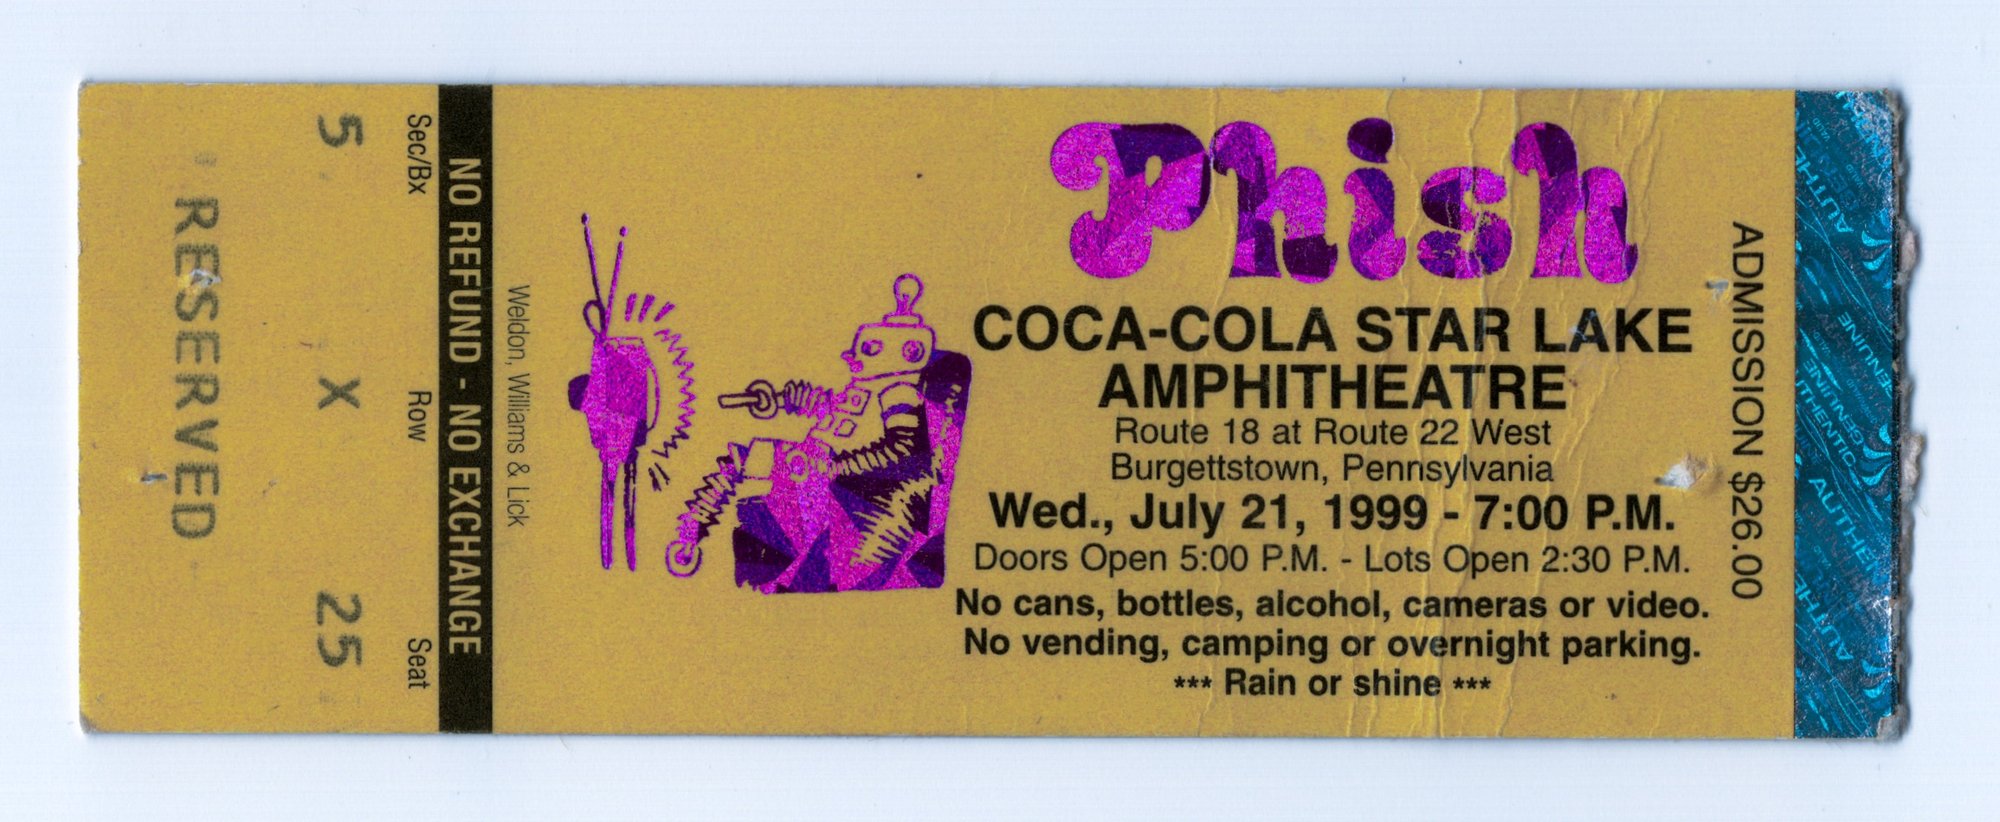 Phish
COCA-COLA STAR LAKE
AMPHITHEATRE
Route 18 at Route 22 West
Burgettstown, Pennsylvania
Wed., July 21, 1999 - 7:00 P.M.
Doors Open 5:00 P.M. - Lots Open 2:30 P.M.
No cans, bottles, alcohol, cameras or video.
No vending, camping or overnight parking.
*** Rain or shine ***
ADMISSION $26.00
Weldon, Williams & Lick
NO REFUND - NO EXCHANGE
Sec/Bx Row Seat
5 X 25
RESERVED
AUTHENTIC
GENUINE